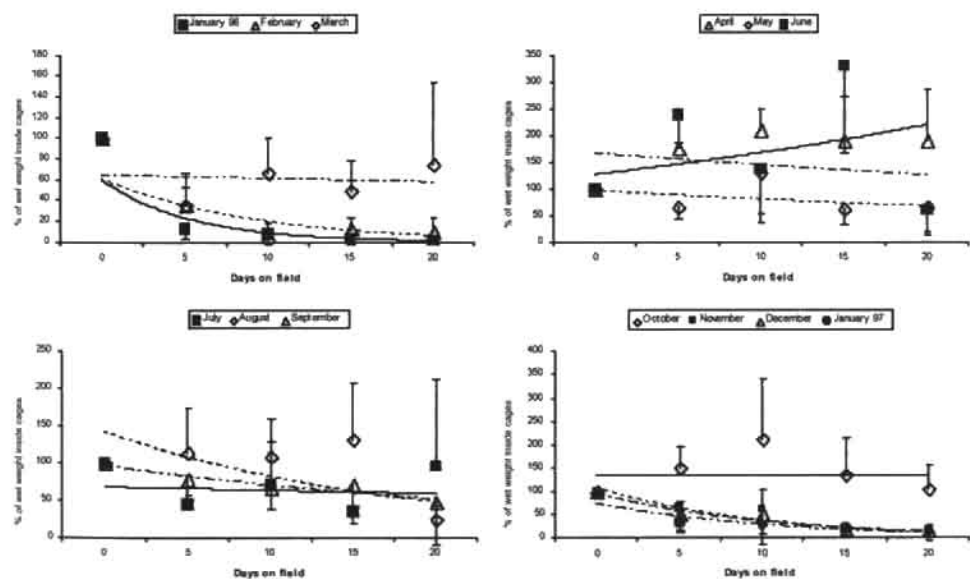 January 96 February March
180
160
140
120
100
80
60
40
20
0
% of wet weight inside cages
0 5 10 15 20
Days on field
April May June
350
300
250
200
150
100
50
0
% of wet weight inside cages
0 5 10 15 20
Days on field
July August September
250
200
150
100
50
0
% of wet weight inside cages
0 5 10 15 20
Days on field
October November December January 97
400
350
300
250
200
150
100
50
0
% of wet weight inside cages
0 5 10 15 20
Days on field